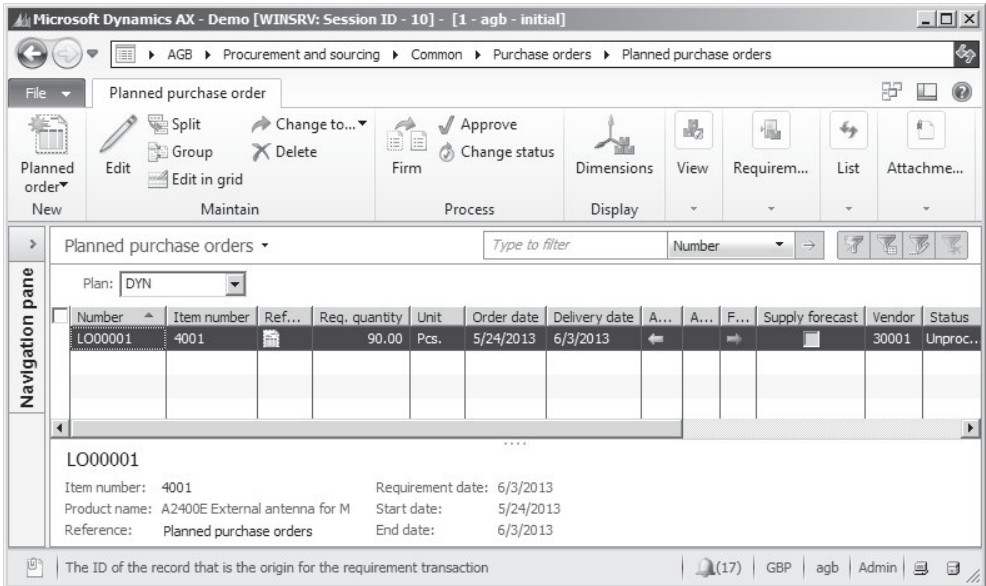 Microsoft Dynamics AX - Demo [WINSRV: Session ID - 10] - [1 - agb - initial]
AGB Procurement and sourcing Common Purchase orders Planned purchase orders
File Planned purchase order
Split Change to... Approve
Group Delete Change status
Edit in grid
Planned order Edit Firm Dimensions View Requirem... List Attachme...
New Maintain Process Display
Planned purchase orders Type to filter Number
Navigation pane
Plan: DYN
Number Item number Ref... Req. quantity Unit Order date Delivery date A... A... F... Supply forecast Vendor Status
LO00001 4001 90.00 Pcs. 5/24/2013 6/3/2013 30001 Unproc...
LO00001
Item number: 4001 Requirement date: 6/3/2013
Product name: A2400E External antenna for M Start date: 5/24/2013
Reference: Planned purchase orders End date: 6/3/2013
The ID of the record that is the origin for the requirement transaction (17) GBP agb Admin